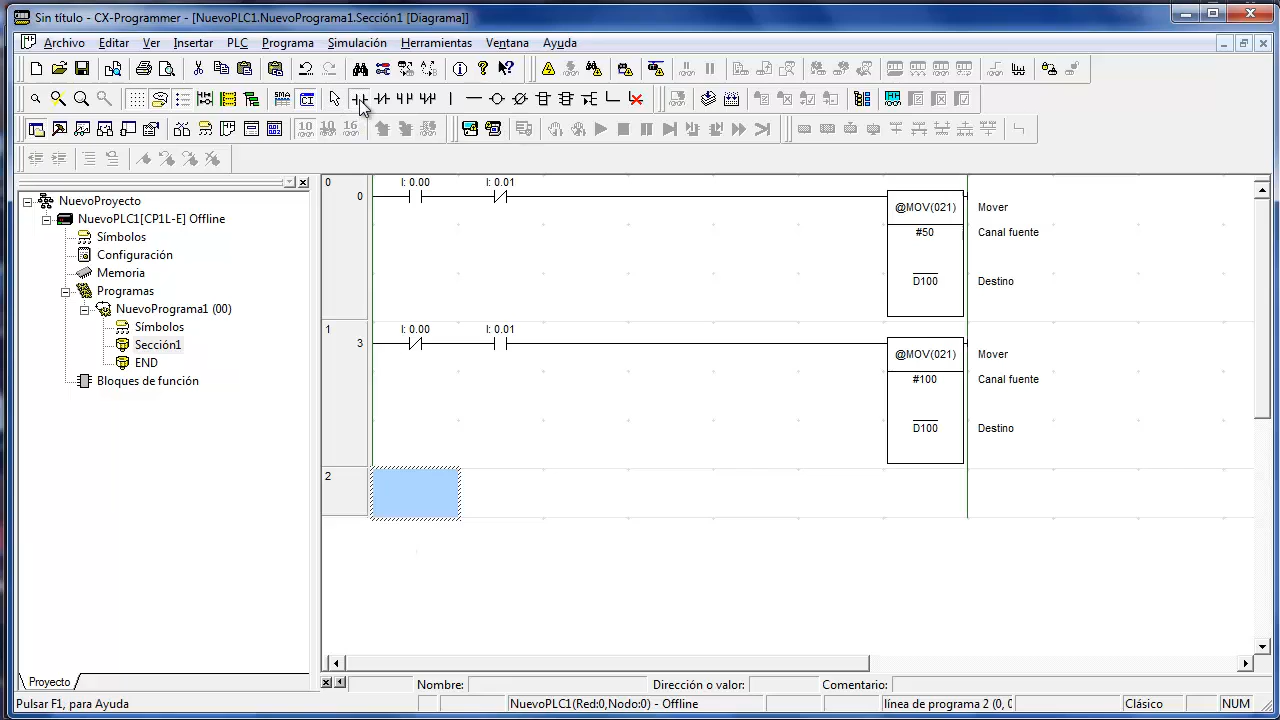 Sin título - CX-Programmer - [NuevoPLC1.NuevoPrograma1.Sección1 [Diagrama]]
Archivo Editar Ver Insertar PLC Programa Simulación Herramientas Ventana Ayuda
NuevoProyecto
NuevoPLC1[CP1L-E] Offline
Símbolos
Configuración
Memoria
Programas
NuevoPrograma1 (00)
Símbolos
Sección1
END
Bloques de función
Proyecto
0
0
I: 0.00 I: 0.01
@MOV(021) Mover
#50 Canal fuente
D100 Destino
1
3
I: 0.00 I: 0.01
@MOV(021) Mover
#100 Canal fuente
D100 Destino
2
Nombre: Dirección o valor: Comentario:
Pulsar F1, para Ayuda NuevoPLC1(Red:0,Nodo:0) - Offline línea de programa 2 (0, 0 Clásico NUM